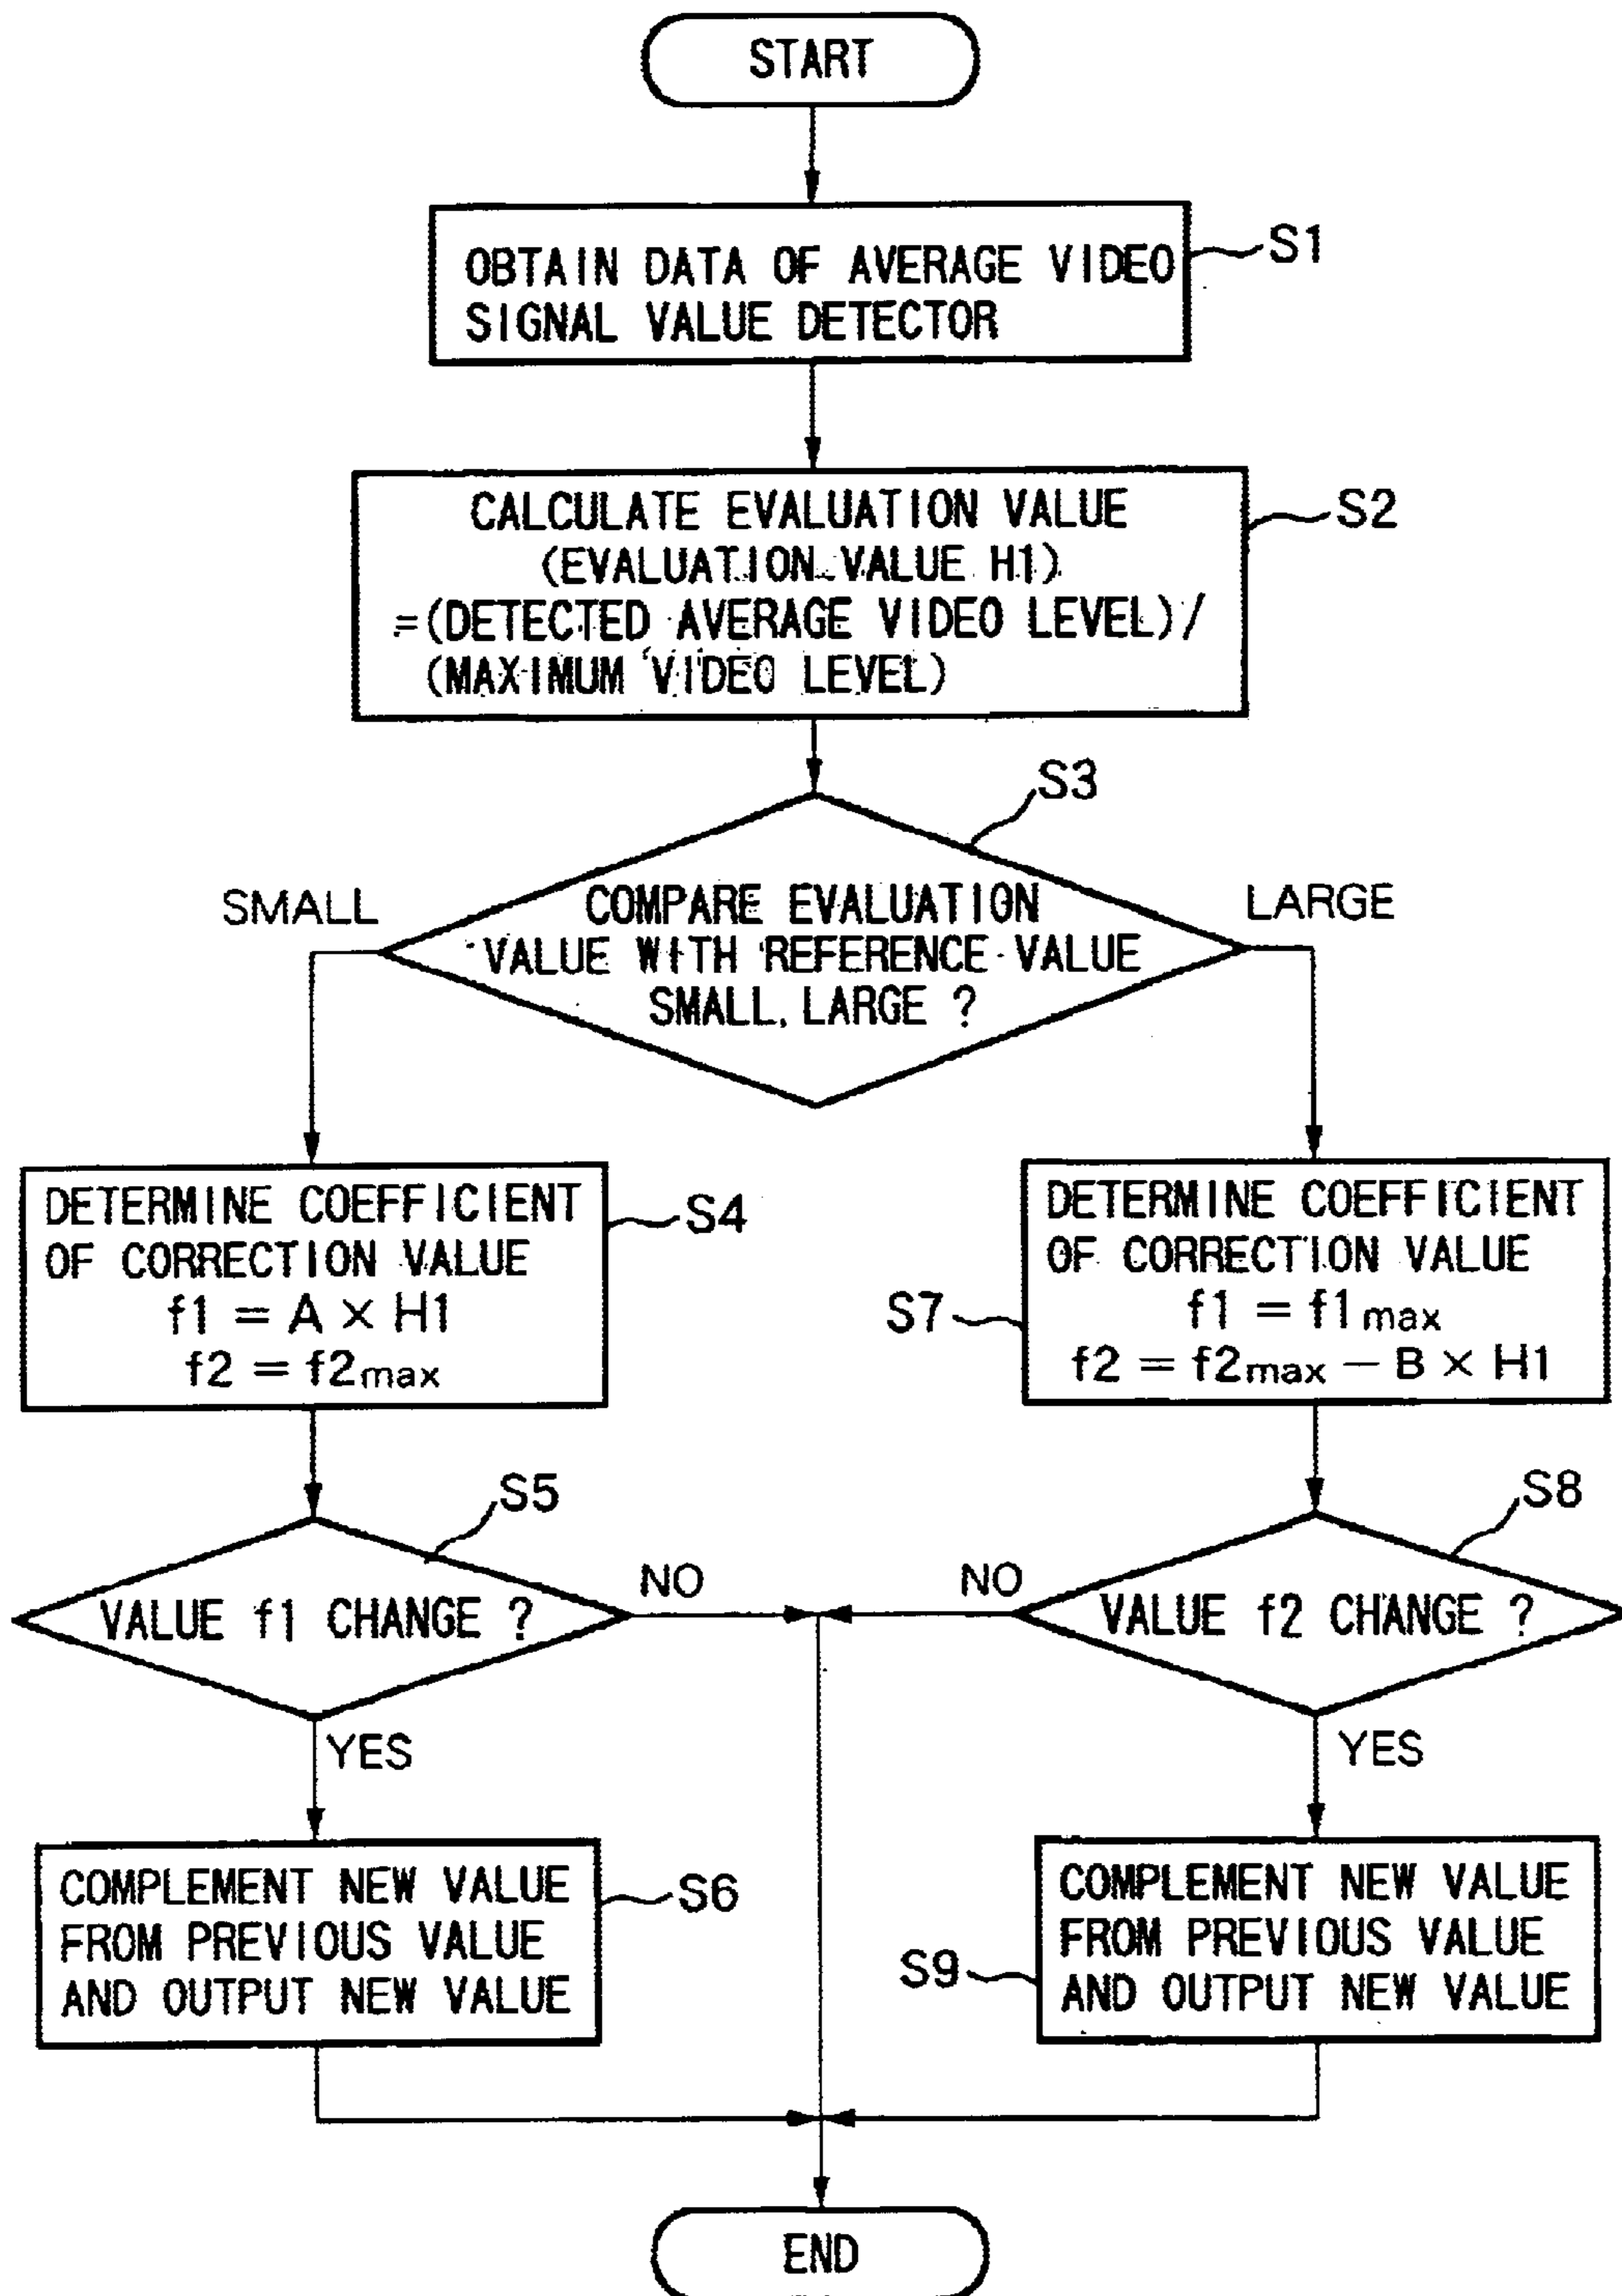 START
OBTAIN DATA OF AVERAGE VIDEO
SIGNAL VALUE DETECTOR
S1
CALCULATE EVALUATION VALUE
(EVALUATION VALUE H1)
=(DETECTED AVERAGE VIDEO LEVEL)/
(MAXIMUM VIDEO LEVEL)
S2
S3
COMPARE EVALUATION
VALUE WITH REFERENCE VALUE
SMALL, LARGE ?
SMALL
LARGE
DETERMINE COEFFICIENT
OF CORRECTION VALUE
f1 = A × H1
f2 = f2max
S4
DETERMINE COEFFICIENT
OF CORRECTION VALUE
f1 = f1max
f2 = f2max − B × H1
S7
S5
VALUE f1 CHANGE ?
NO
YES
S8
VALUE f2 CHANGE ?
NO
YES
COMPLEMENT NEW VALUE
FROM PREVIOUS VALUE
AND OUTPUT NEW VALUE
S6
COMPLEMENT NEW VALUE
FROM PREVIOUS VALUE
AND OUTPUT NEW VALUE
S9
END